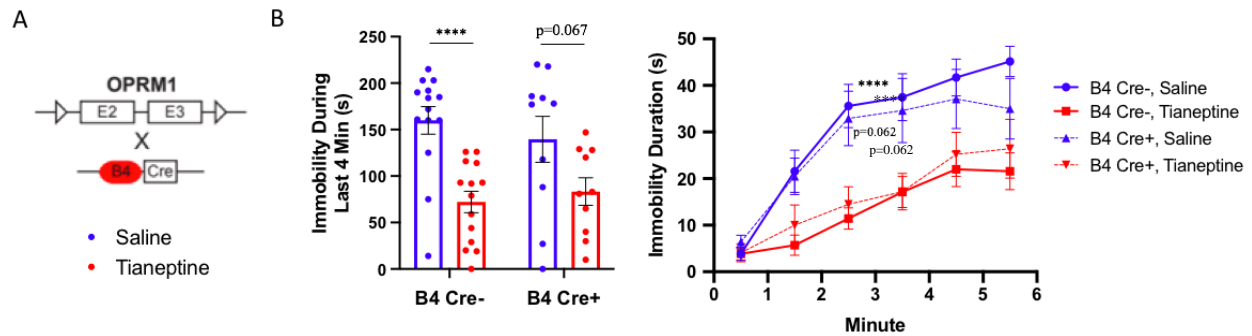 A
OPRM1
E2
E3
X
B4
Cre
Saline
Tianeptine
B
Immobility During
Last 4 Min (s)
250
200
150
100
50
0
****
p=0.067
B4 Cre-
B4 Cre+
Immobility Duration (s)
50
40
30
20
10
0
****
***
p=0.062
p=0.062
0
1
2
3
4
5
6
Minute
B4 Cre-, Saline
B4 Cre-, Tianeptine
B4 Cre+, Saline
B4 Cre+, Tianeptine